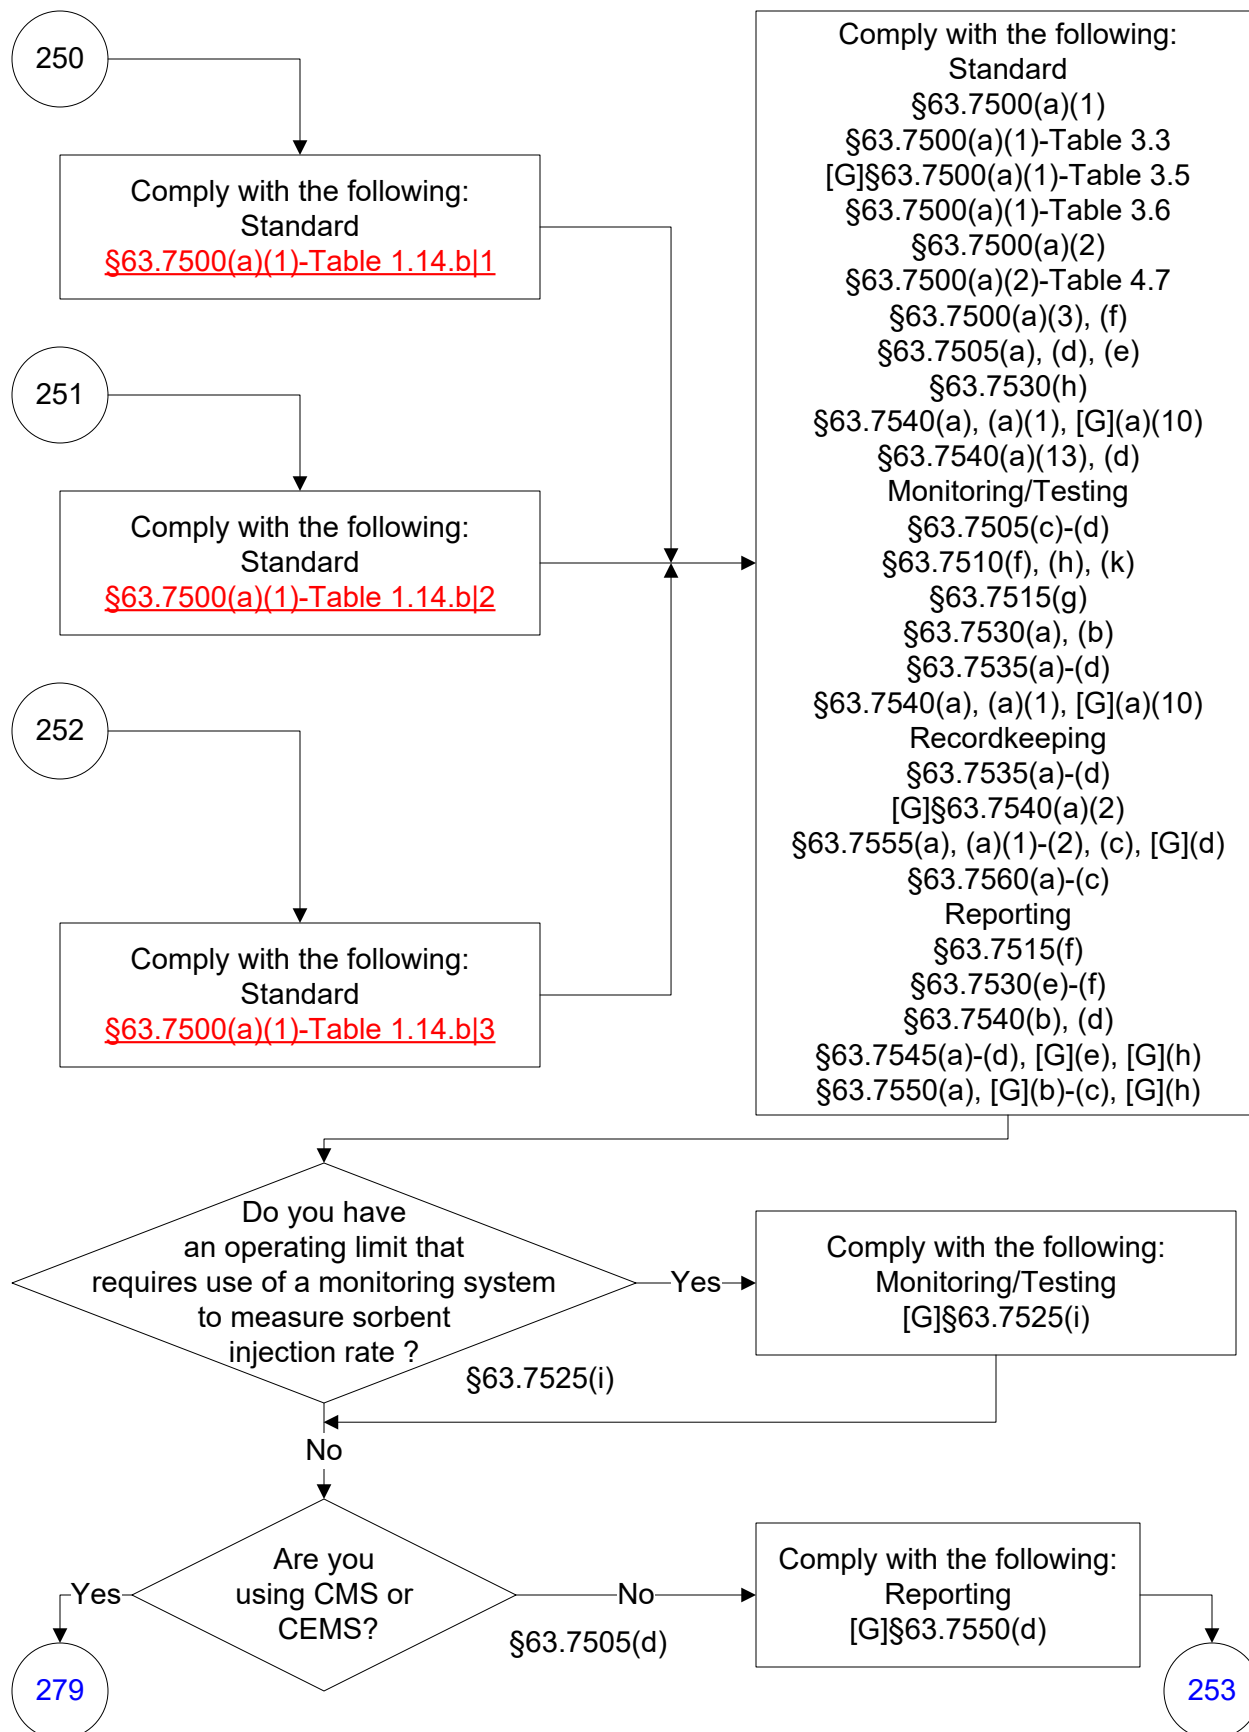 250
Comply with the following:
Standard
§63.7500(a)(1)-Table 1.14.b|1
251
Comply with the following:
Standard
§63.7500(a)(1)-Table 1.14.b|2
252
Comply with the following:
Standard
§63.7500(a)(1)-Table 1.14.b|3
Comply with the following:
Standard
§63.7500(a)(1)
§63.7500(a)(1)-Table 3.3
[G]§63.7500(a)(1)-Table 3.5
§63.7500(a)(1)-Table 3.6
§63.7500(a)(2)
§63.7500(a)(2)-Table 4.7
§63.7500(a)(3), (f)
§63.7505(a), (d), (e)
§63.7530(h)
§63.7540(a), (a)(1), [G](a)(10)
§63.7540(a)(13), (d)
Monitoring/Testing
§63.7505(c)-(d)
§63.7510(f), (h), (k)
§63.7515(g)
§63.7530(a), (b)
§63.7535(a)-(d)
§63.7540(a), (a)(1), [G](a)(10)
Recordkeeping
§63.7535(a)-(d)
[G]§63.7540(a)(2)
§63.7555(a), (a)(1)-(2), (c), [G](d)
§63.7560(a)-(c)
Reporting
§63.7515(f)
§63.7530(e)-(f)
§63.7540(b), (d)
§63.7545(a)-(d), [G](e), [G](h)
§63.7550(a), [G](b)-(c), [G](h)
Do you have
an operating limit that
requires use of a monitoring system
to measure sorbent
injection rate ?
§63.7525(i)
Yes
Comply with the following:
Monitoring/Testing
[G]§63.7525(i)
No
Are you
using CMS or
CEMS?
§63.7505(d)
Yes
279
No
Comply with the following:
Reporting
[G]§63.7550(d)
253